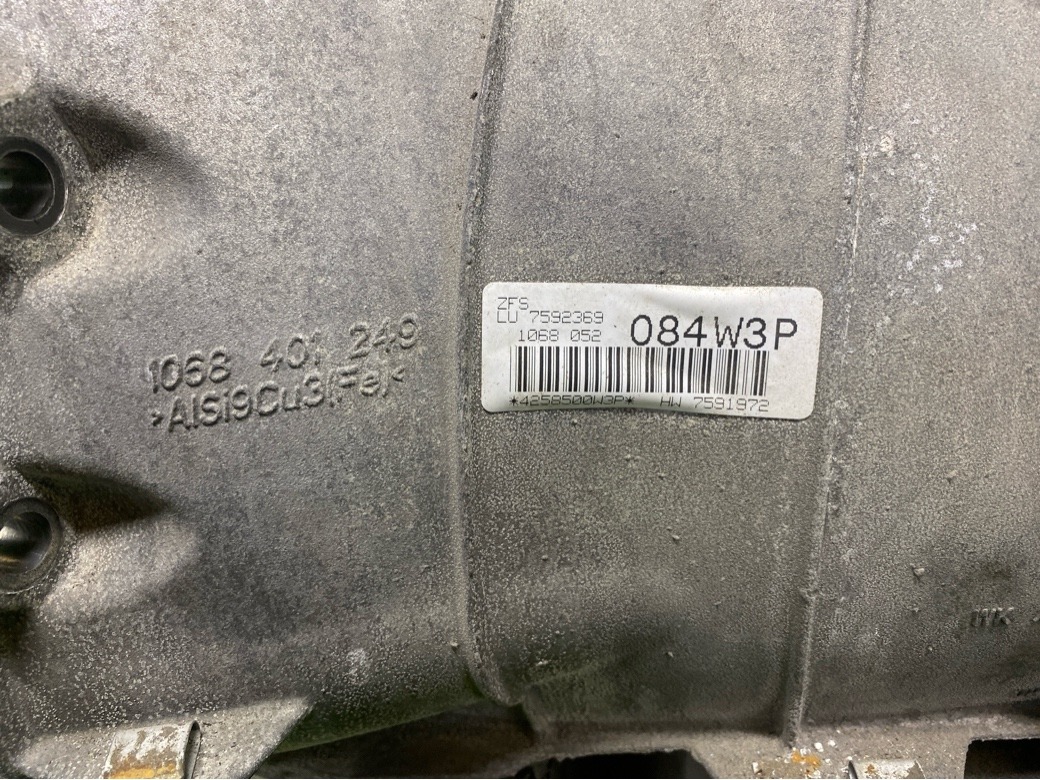 1068 401 249
>AlSi9Cu3(Fe)<
ZFS
LU 7592369
1068 052
084W3P
*4258500W3P* HW 7591972